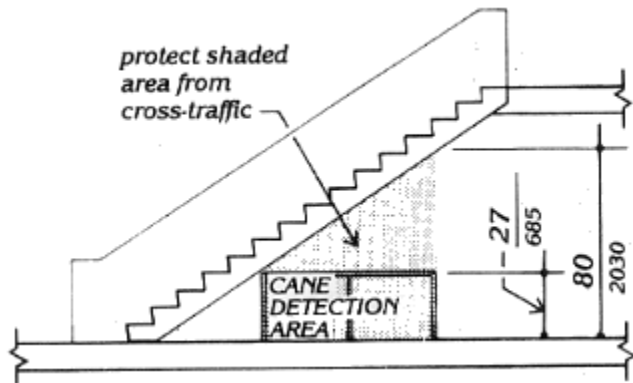 protect shaded
area from
cross-traffic
CANE
DETECTION
AREA
27
685
80
2030